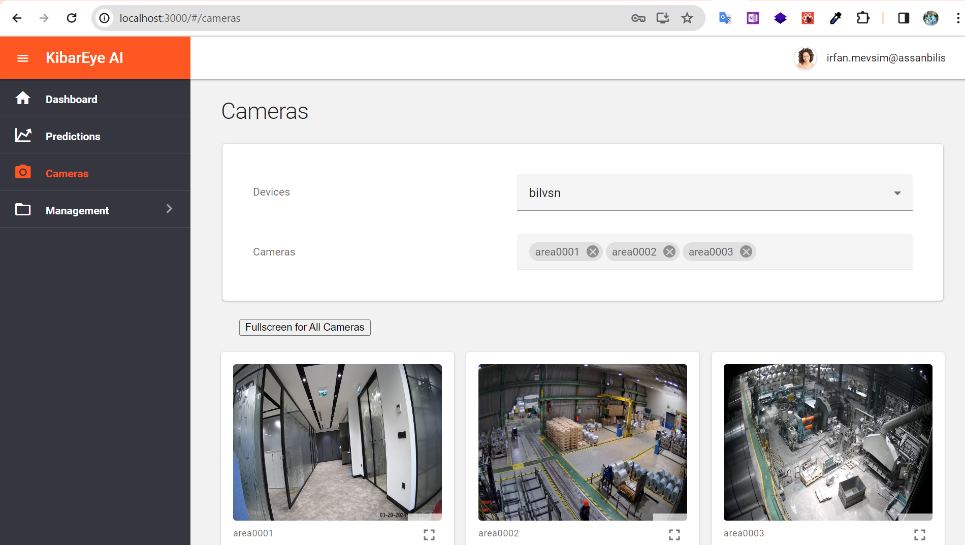 localhost:3000/#/cameras
KibarEye AI
irfan.mevsim@assanbilis
Dashboard
Predictions
Cameras
Management
Cameras
Devices
bilvsn
Cameras
area0001
area0002
area0003
Fullscreen for All Cameras
area0001
area0002
area0003